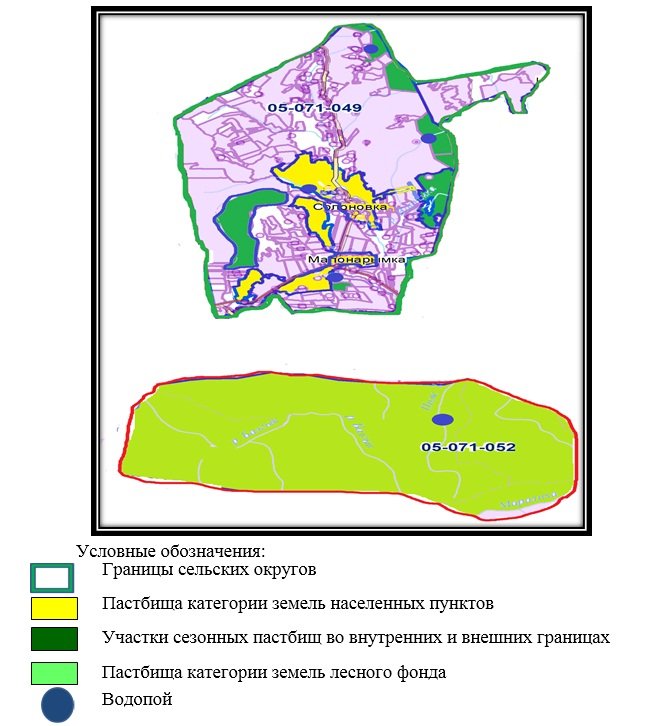 05-071-049
Солоновка
Малонарымка
05-071-052
Условные обозначения:
Границы сельских округов
Пастбища категории земель населенных пунктов
Участки сезонных пастбищ во внутренних и внешних границах
Пастбища категории земель лесного фонда
Водопой